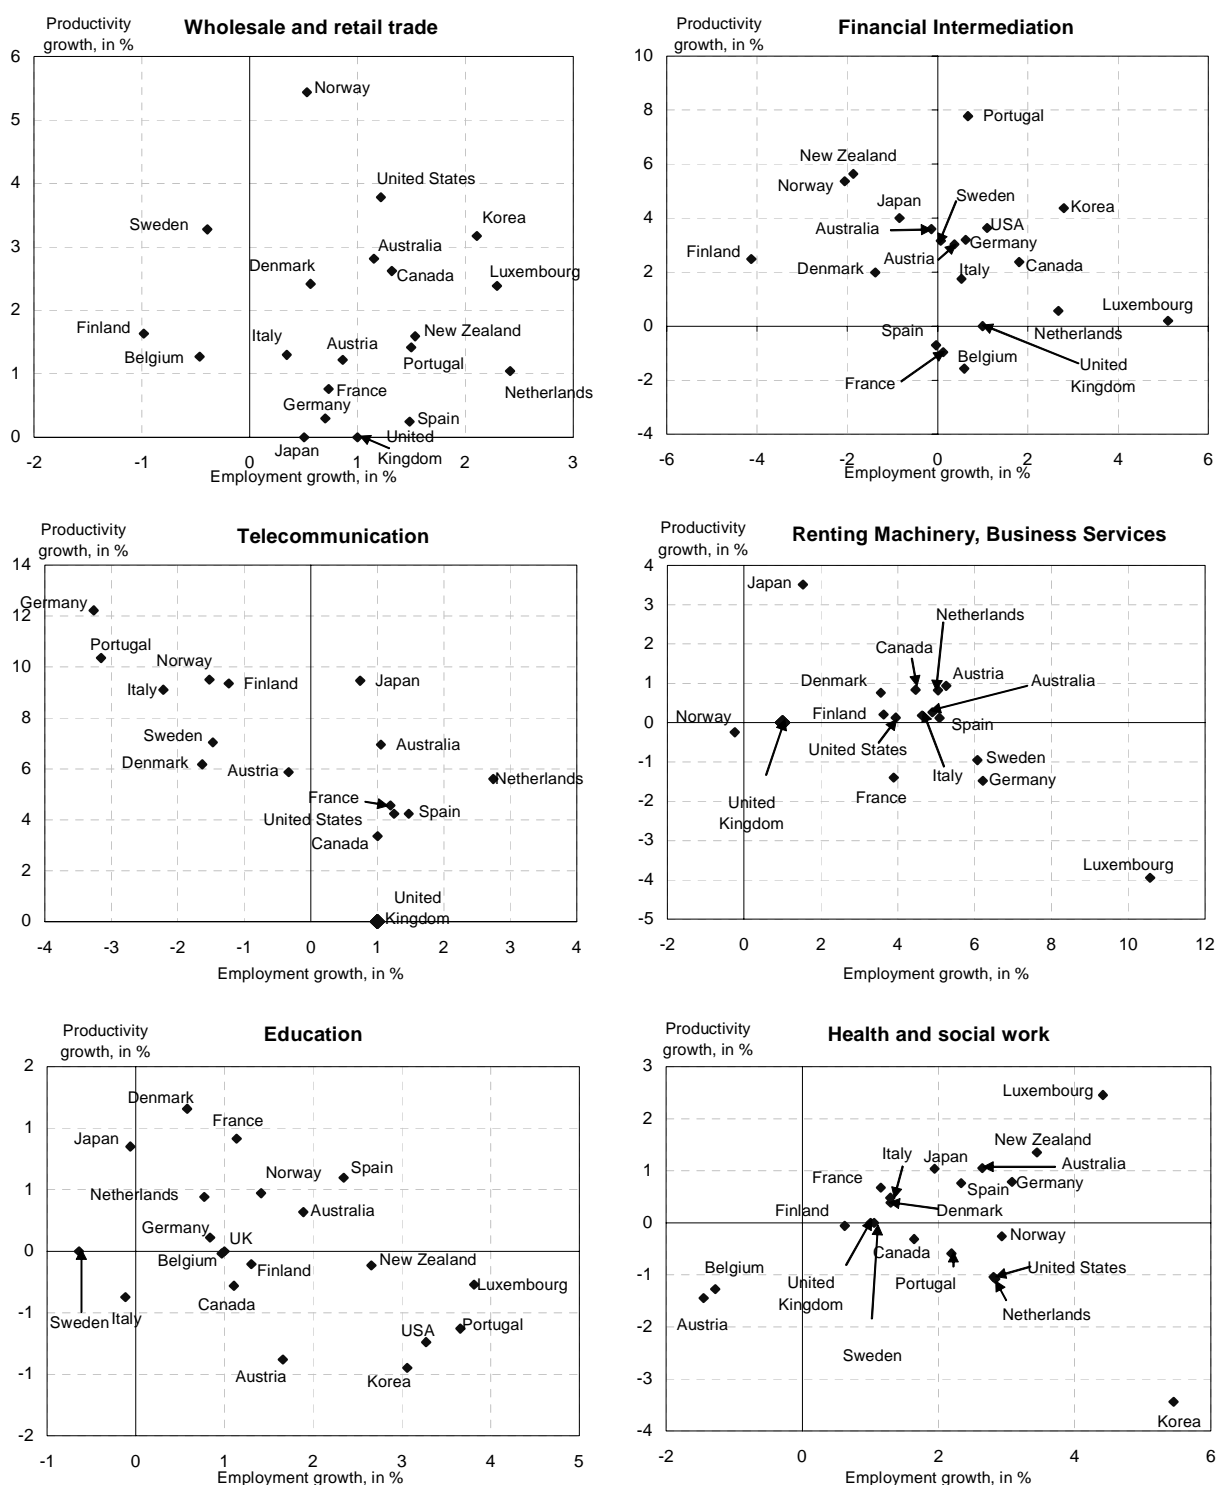 Productivity
growth, in %
Wholesale and retail trade
6
5
4
3
2
1
0
-2
-1
0
1
2
3
Norway
United States
Korea
Sweden
Australia
Denmark
Canada
Luxembourg
Finland
Belgium
Italy
Austria
New Zealand
Portugal
France
Netherlands
Germany
Spain
Japan
United
Kingdom
Employment growth, in %
Productivity
growth, in %
Financial Intermediation
10
8
6
4
2
0
-2
-4
-6
-4
-2
0
2
4
6
Portugal
New Zealand
Norway
Sweden
Japan
Korea
Australia
USA
Germany
Finland
Austria
Denmark
Italy
Canada
Luxembourg
Spain
Netherlands
Belgium
France
United
Kingdom
Employment growth, in %
Productivity
growth, in %
Telecommunication
14
12
10
8
6
4
2
0
-4
-3
-2
-1
0
1
2
3
4
Germany
Portugal
Norway
Italy
Finland
Japan
Sweden
Australia
Denmark
Austria
Netherlands
France
United States
Spain
Canada
United
Kingdom
Employment growth, in %
Productivity
growth, in %
Renting Machinery, Business Services
4
3
2
1
0
-1
-2
-3
-4
-5
-2
0
2
4
6
8
10
12
Japan
Netherlands
Canada
Denmark
Austria
Australia
Norway
Finland
Spain
United States
Italy
Sweden
France
Germany
United
Kingdom
Luxembourg
Employment growth, in %
Productivity
growth, in %
Education
2
1
1
0
-1
-1
-2
-1
0
1
2
3
4
5
Denmark
France
Japan
Norway
Spain
Netherlands
Australia
Germany
UK
Belgium
Finland
New Zealand
Canada
Luxembourg
Sweden
Italy
USA
Portugal
Austria
Korea
Employment growth, in %
Productivity
growth, in %
Health and social work
3
2
1
0
-1
-2
-3
-4
-2
0
2
4
6
Luxembourg
New Zealand
Italy
Japan
Australia
France
Spain
Germany
Finland
Denmark
Norway
Canada
Belgium
United
Kingdom
Portugal
United States
Netherlands
Austria
Sweden
Korea
Employment growth, in %